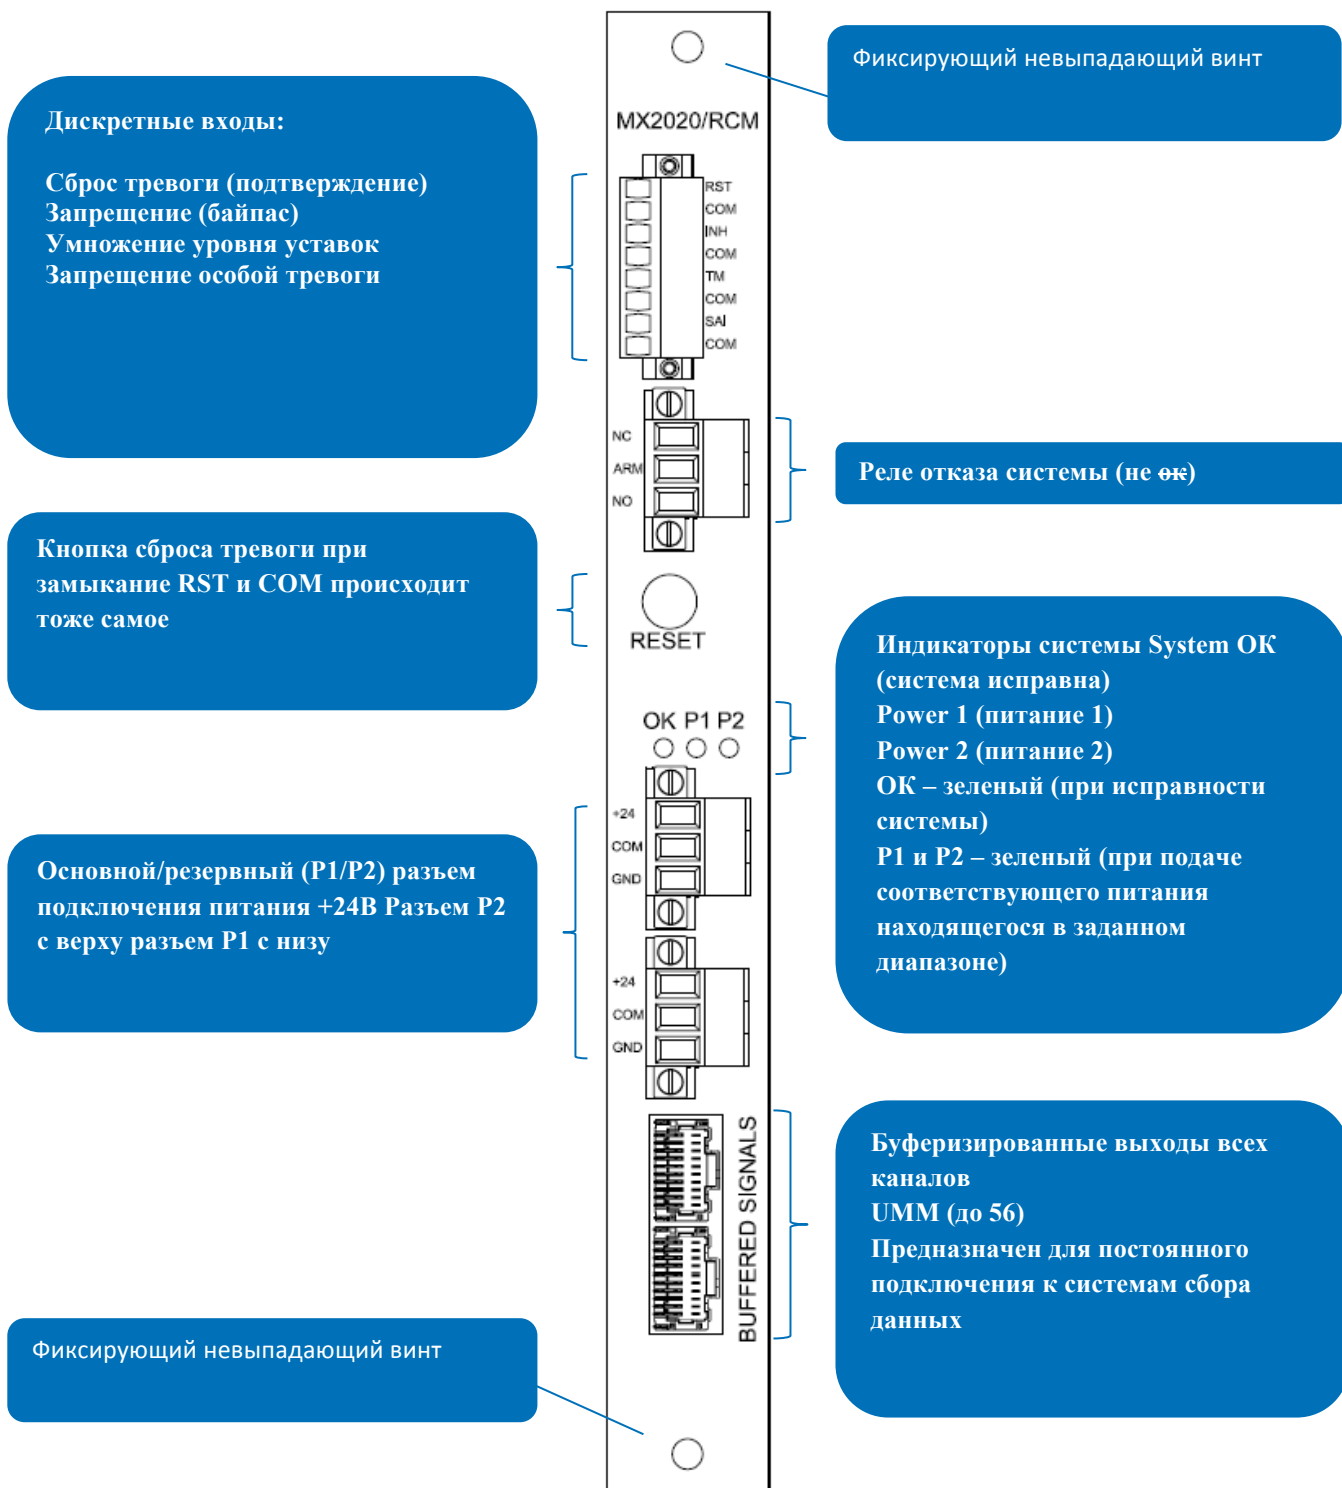 Фиксирующий невыпадающий винт
MX2020/RCM
Дискретные входы:
Сброс тревоги (подтверждение)
Запрещение (байпас)
Умножение уровня уставок
Запрещение особой тревоги
RST
COM
INH
COM
TM
COM
SAI
COM
NC
ARM
NO
Реле отказа системы (не ок)
Кнопка сброса тревоги при
замыкание RST и COM происходит
тоже самое
RESET
Индикаторы системы System OK
(система исправна)
Power 1 (питание 1)
Power 2 (питание 2)
ОК – зеленый (при исправности
системы)
P1 и P2 – зеленый (при подаче
соответствующего питания
находящегося в заданном
диапазоне)
OK P1 P2
+24
COM
GND
Основной/резервный (P1/P2) разъем
подключения питания +24В Разъем P2
с верху разъем P1 с низу
+24
COM
GND
BUFFERED SIGNALS
Буферизированные выходы всех
каналов
UMM (до 56)
Предназначен для постоянного
подключения к системам сбора
данных
Фиксирующий невыпадающий винт